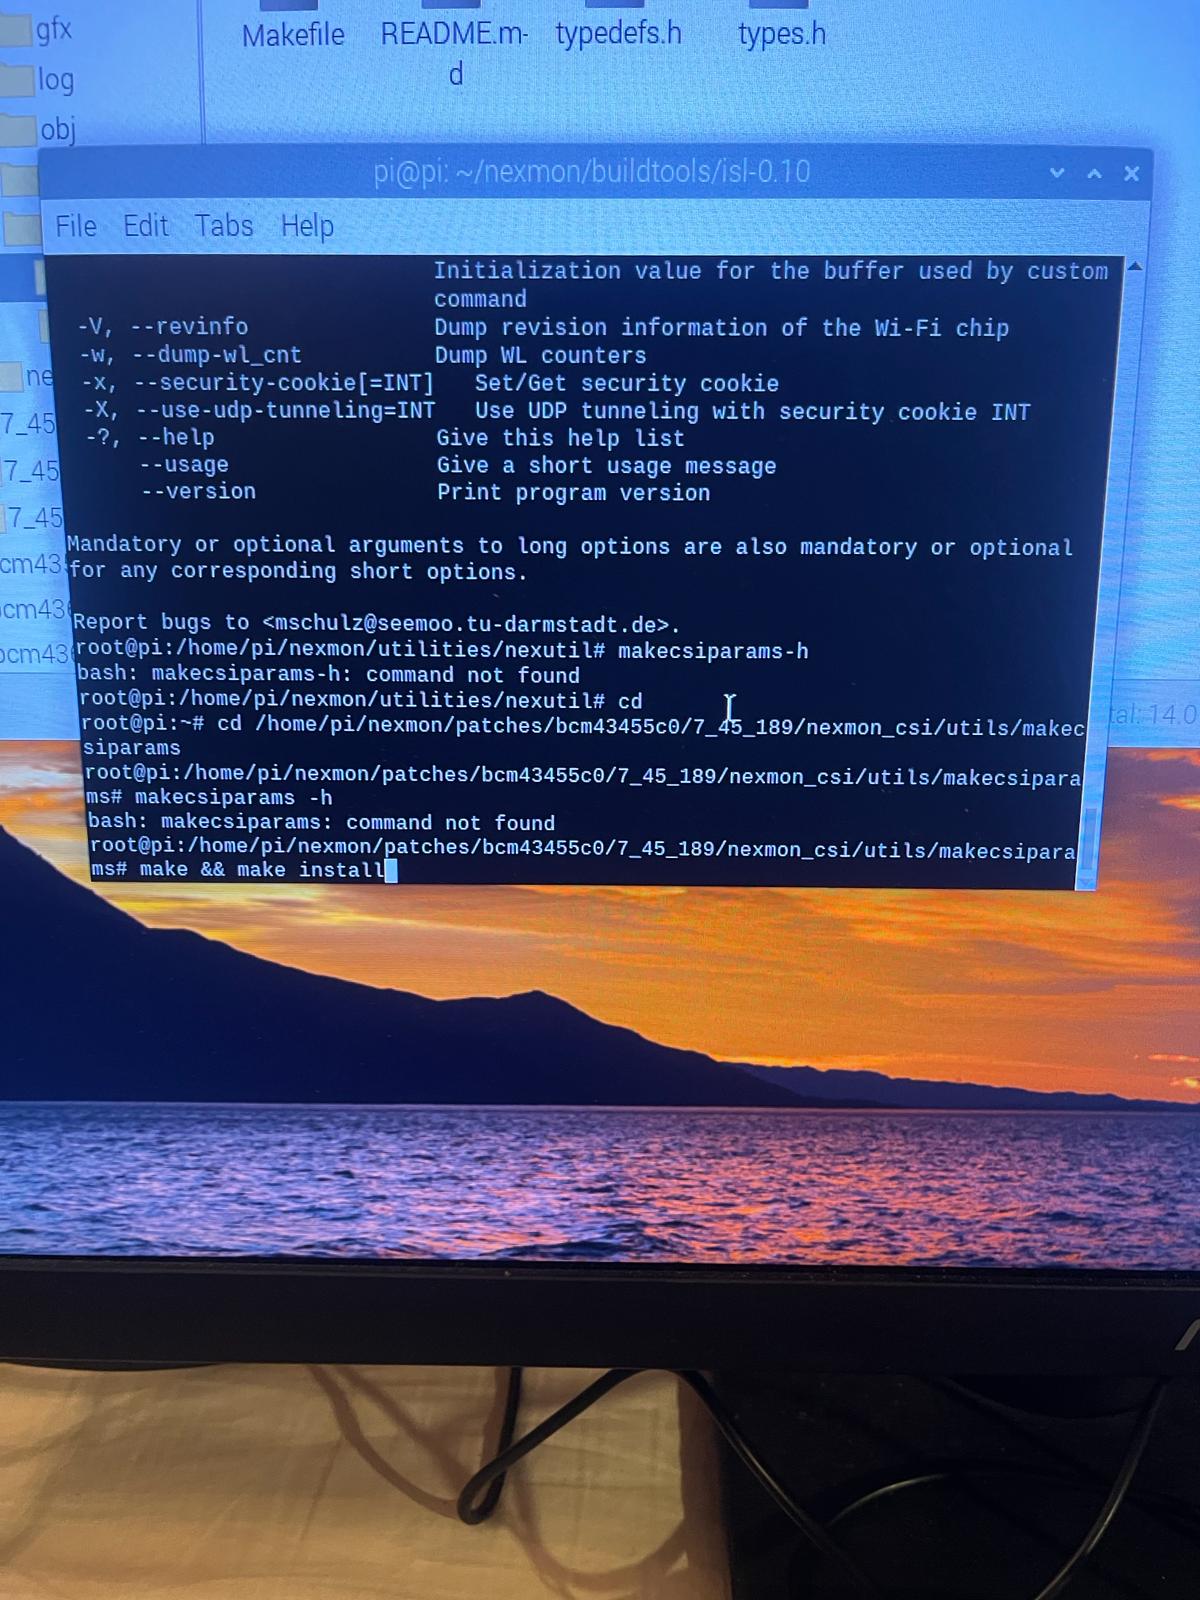 gfx
Makefile
README.m-
d
typedefs.h
types.h
log
obj
pi@pi: ~/nexmon/buildtools/isl-0.10
File Edit Tabs Help
Initialization value for the buffer used by custom
command
-V, --revinfo Dump revision information of the Wi-Fi chip
-w, --dump-wl_cnt Dump WL counters
-x, --security-cookie[=INT] Set/Get security cookie
-X, --use-udp-tunneling=INT Use UDP tunneling with security cookie INT
-?, --help Give this help list
--usage Give a short usage message
--version Print program version
Mandatory or optional arguments to long options are also mandatory or optional
for any corresponding short options.
Report bugs to <mschulz@seemoo.tu-darmstadt.de>.
root@pi:/home/pi/nexmon/utilities/nexutil# makecsiparams-h
bash: makecsiparams-h: command not found
root@pi:/home/pi/nexmon/utilities/nexutil# cd
root@pi:~# cd /home/pi/nexmon/patches/bcm43455c0/7_45_189/nexmon_csi/utils/makec
siparams
root@pi:/home/pi/nexmon/patches/bcm43455c0/7_45_189/nexmon_csi/utils/makecsipara
ms# makecsiparams -h
bash: makecsiparams: command not found
root@pi:/home/pi/nexmon/patches/bcm43455c0/7_45_189/nexmon_csi/utils/makecsipara
ms# make && make install
ne
7_45
7_45
7_45
cm43
cm43
bcm43
tal: 14.0